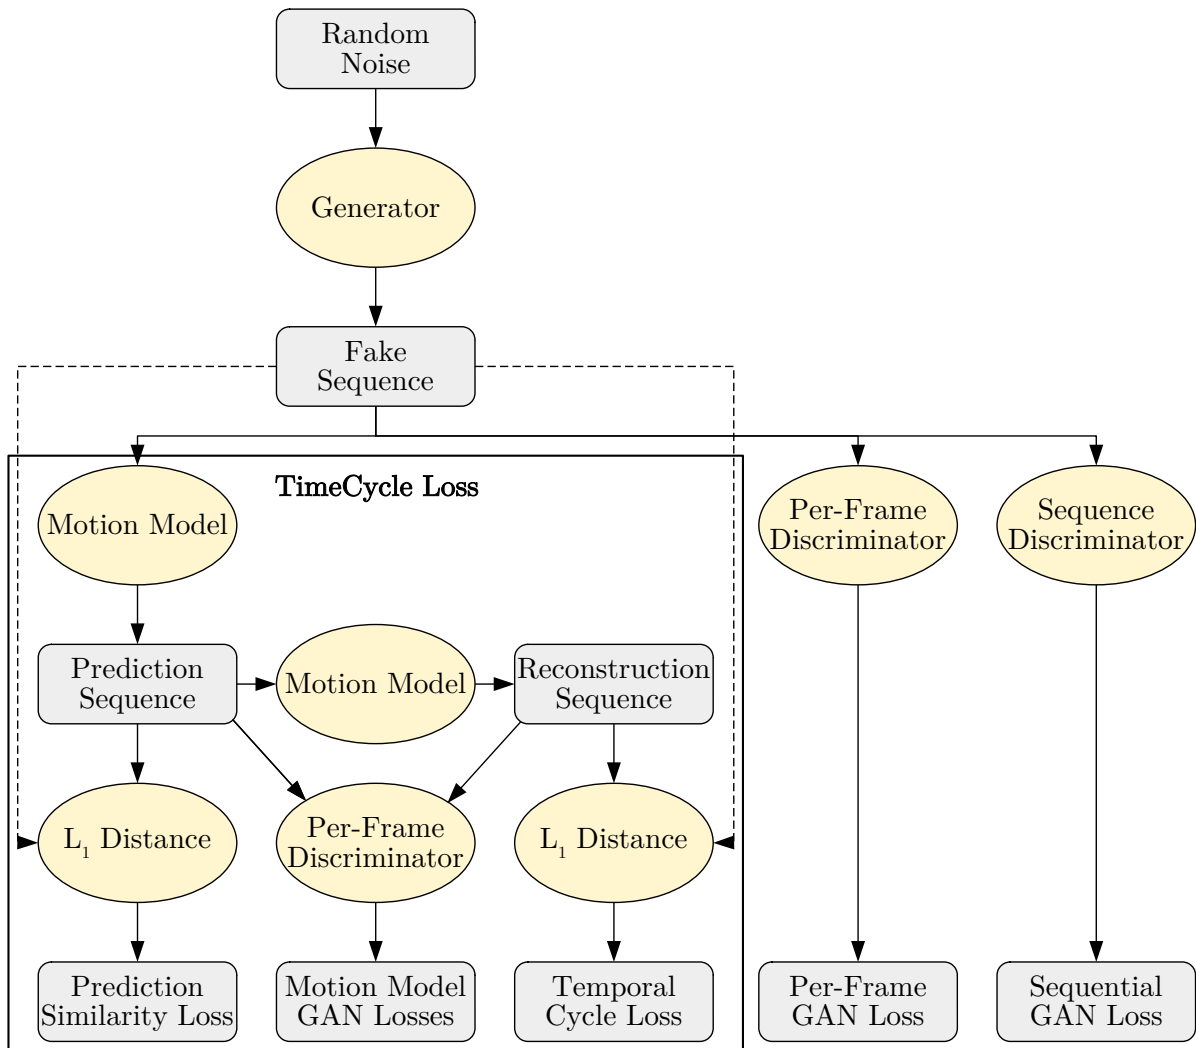 Random
Noise
Generator
Fake
Sequence
TimeCycle Loss
Motion Model
Per-Frame
Discriminator
Sequence
Discriminator
Prediction
Sequence
Motion Model
Reconstruction
Sequence
L1 Distance
Per-Frame
Discriminator
L1 Distance
Prediction
Similarity Loss
Motion Model
GAN Losses
Temporal
Cycle Loss
Per-Frame
GAN Loss
Sequential
GAN Loss